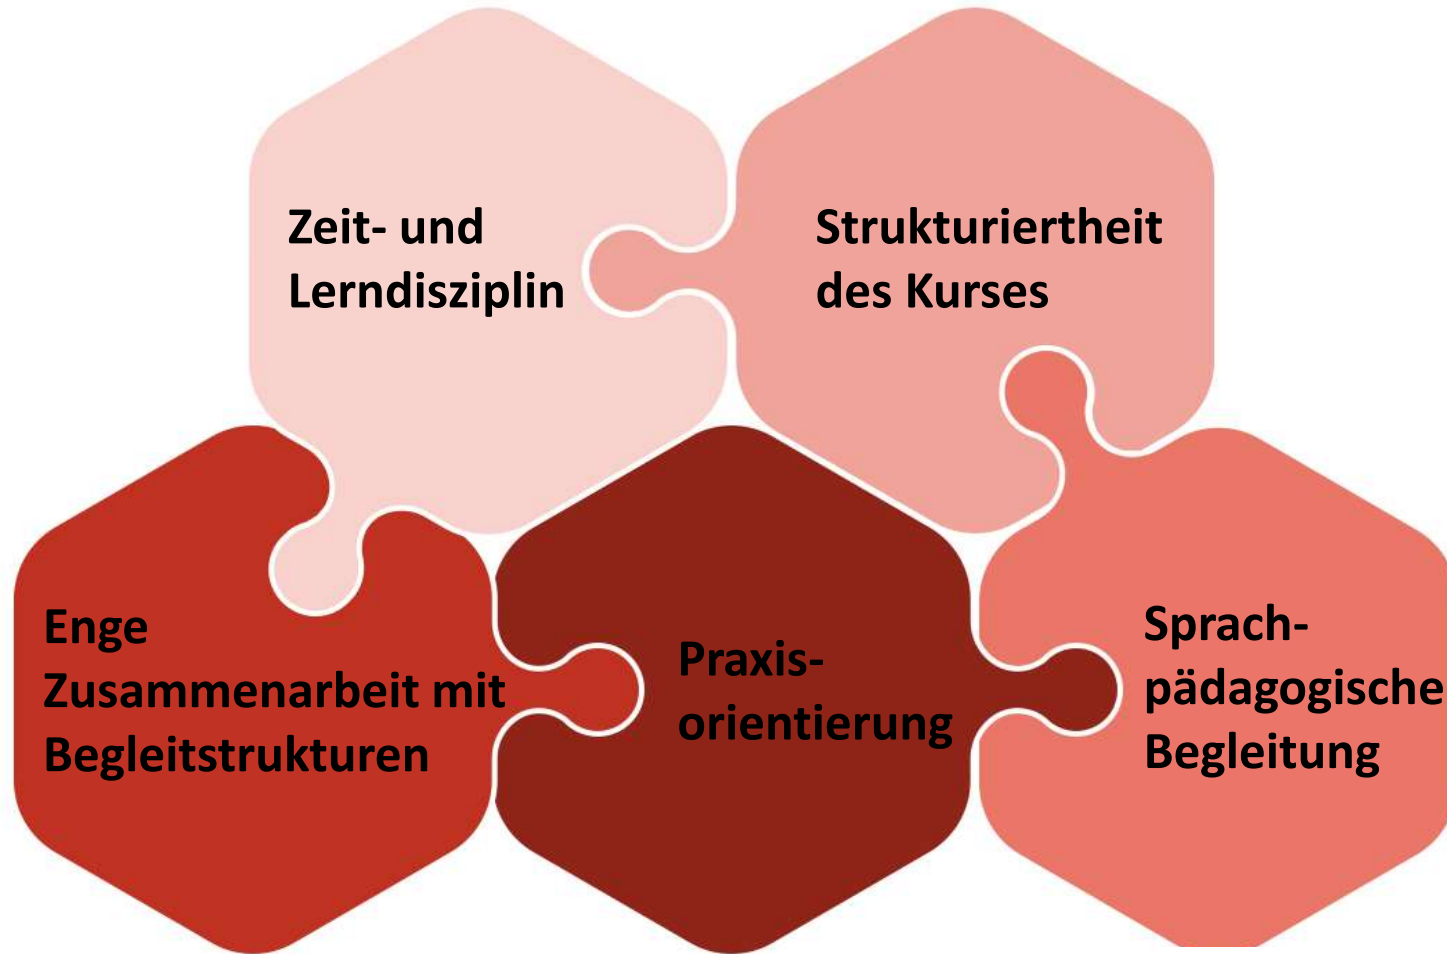 Zeit- und
Lerndisziplin
Strukturiertheit
des Kurses
Enge
Zusammenarbeit mit
Begleitstrukturen
Praxis-
orientierung
Sprach-
pädagogische
Begleitung